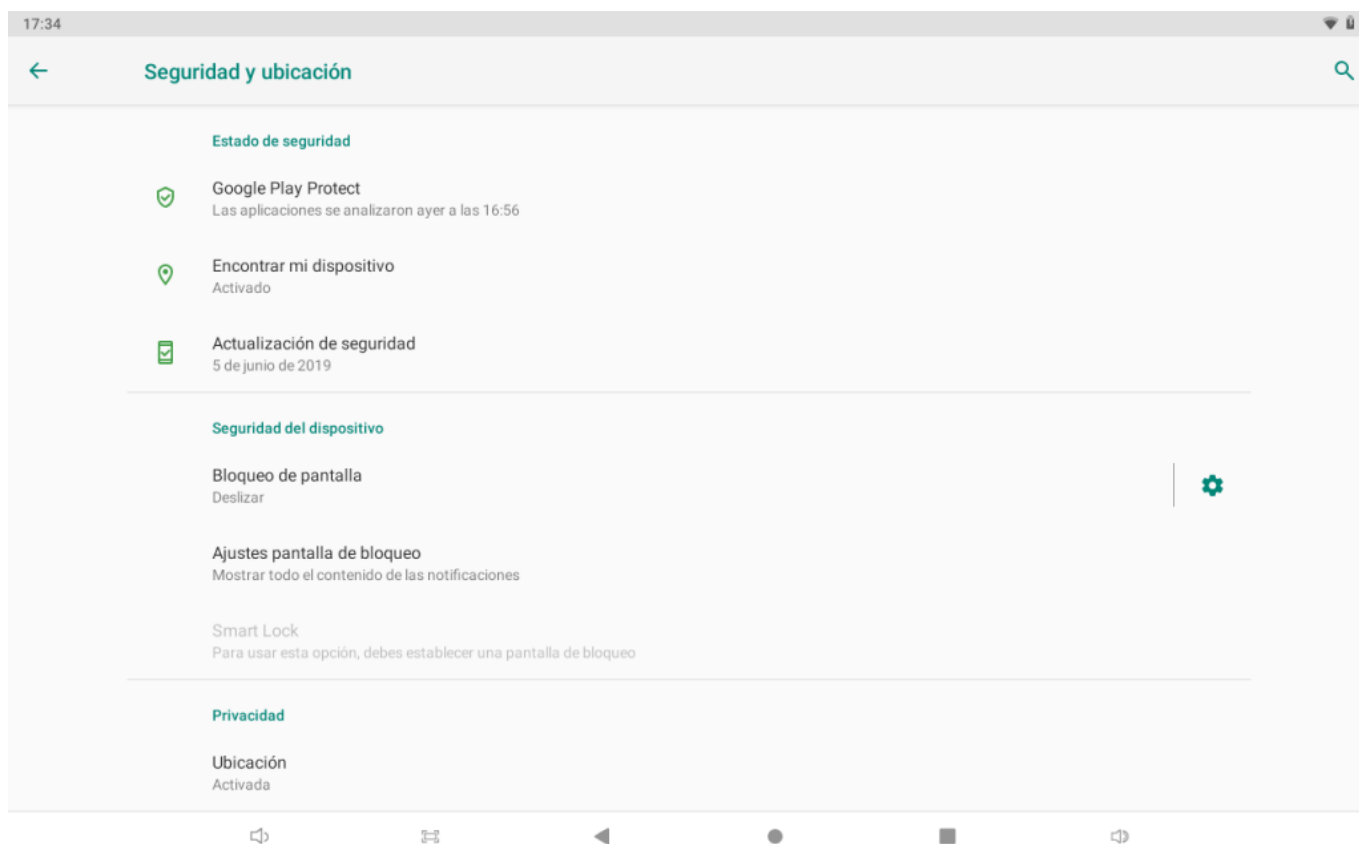 17:34
Seguridad y ubicación
Estado de seguridad
Google Play Protect
Las aplicaciones se analizaron ayer a las 16:56
Encontrar mi dispositivo
Activado
Actualización de seguridad
5 de junio de 2019
Seguridad del dispositivo
Bloqueo de pantalla
Deslizar
Ajustes pantalla de bloqueo
Mostrar todo el contenido de las notificaciones
Smart Lock
Para usar esta opción, debes establecer una pantalla de bloqueo
Privacidad
Ubicación
Activada